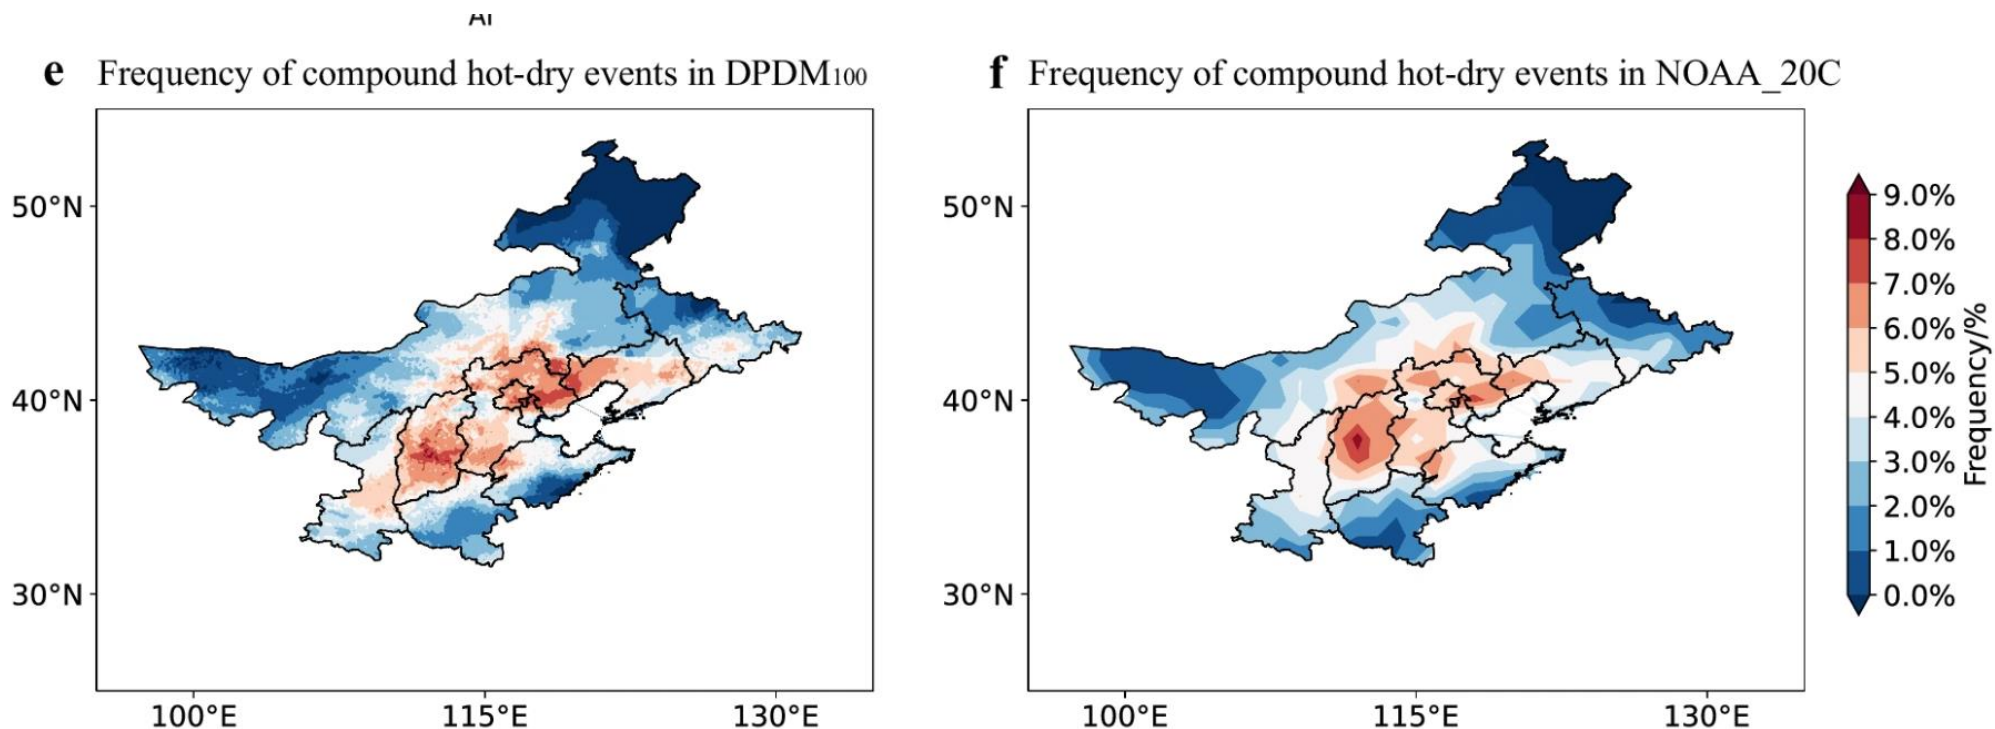 AI
e Frequency of compound hot-dry events in DPDM100
f Frequency of compound hot-dry events in NOAA_20C
50°N
40°N
30°N
100°E 115°E 130°E
50°N
40°N
30°N
100°E 115°E 130°E
9.0%
8.0%
7.0%
6.0%
5.0%
4.0%
3.0%
2.0%
1.0%
0.0%
Frequency/%